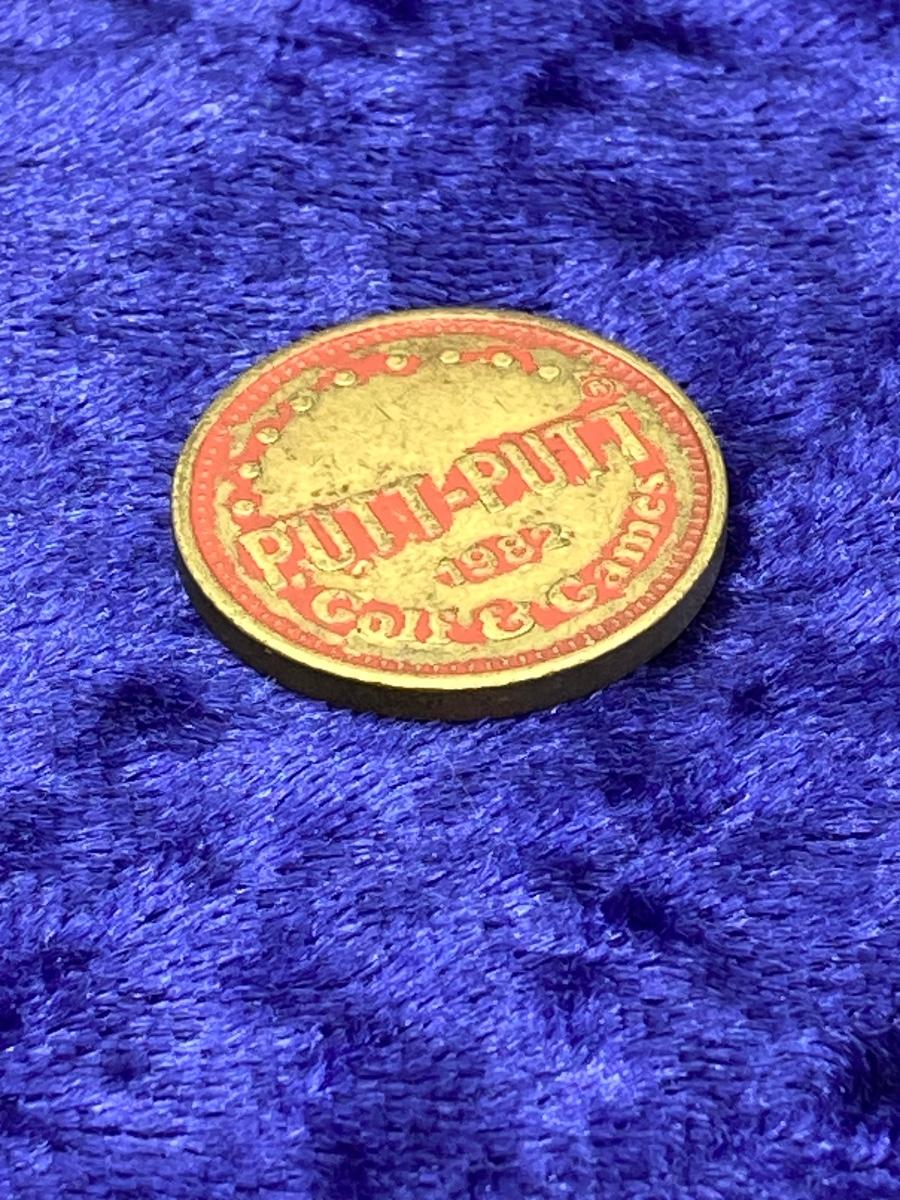 PUTT-PUTT ®
1982
Golf & Games